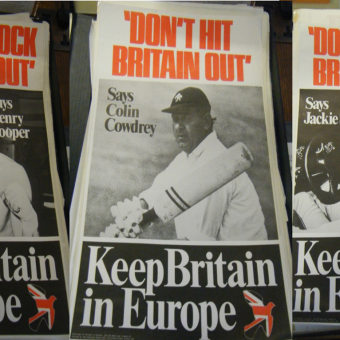 OCK
OUT'
ays
enry
ooper
tain
pe
'DON'T HIT
BRITAIN OUT'
Says
Colin
Cowdrey
Keep Britain
in Europe
'DO
BR
Says
Jackie
Kee
in E